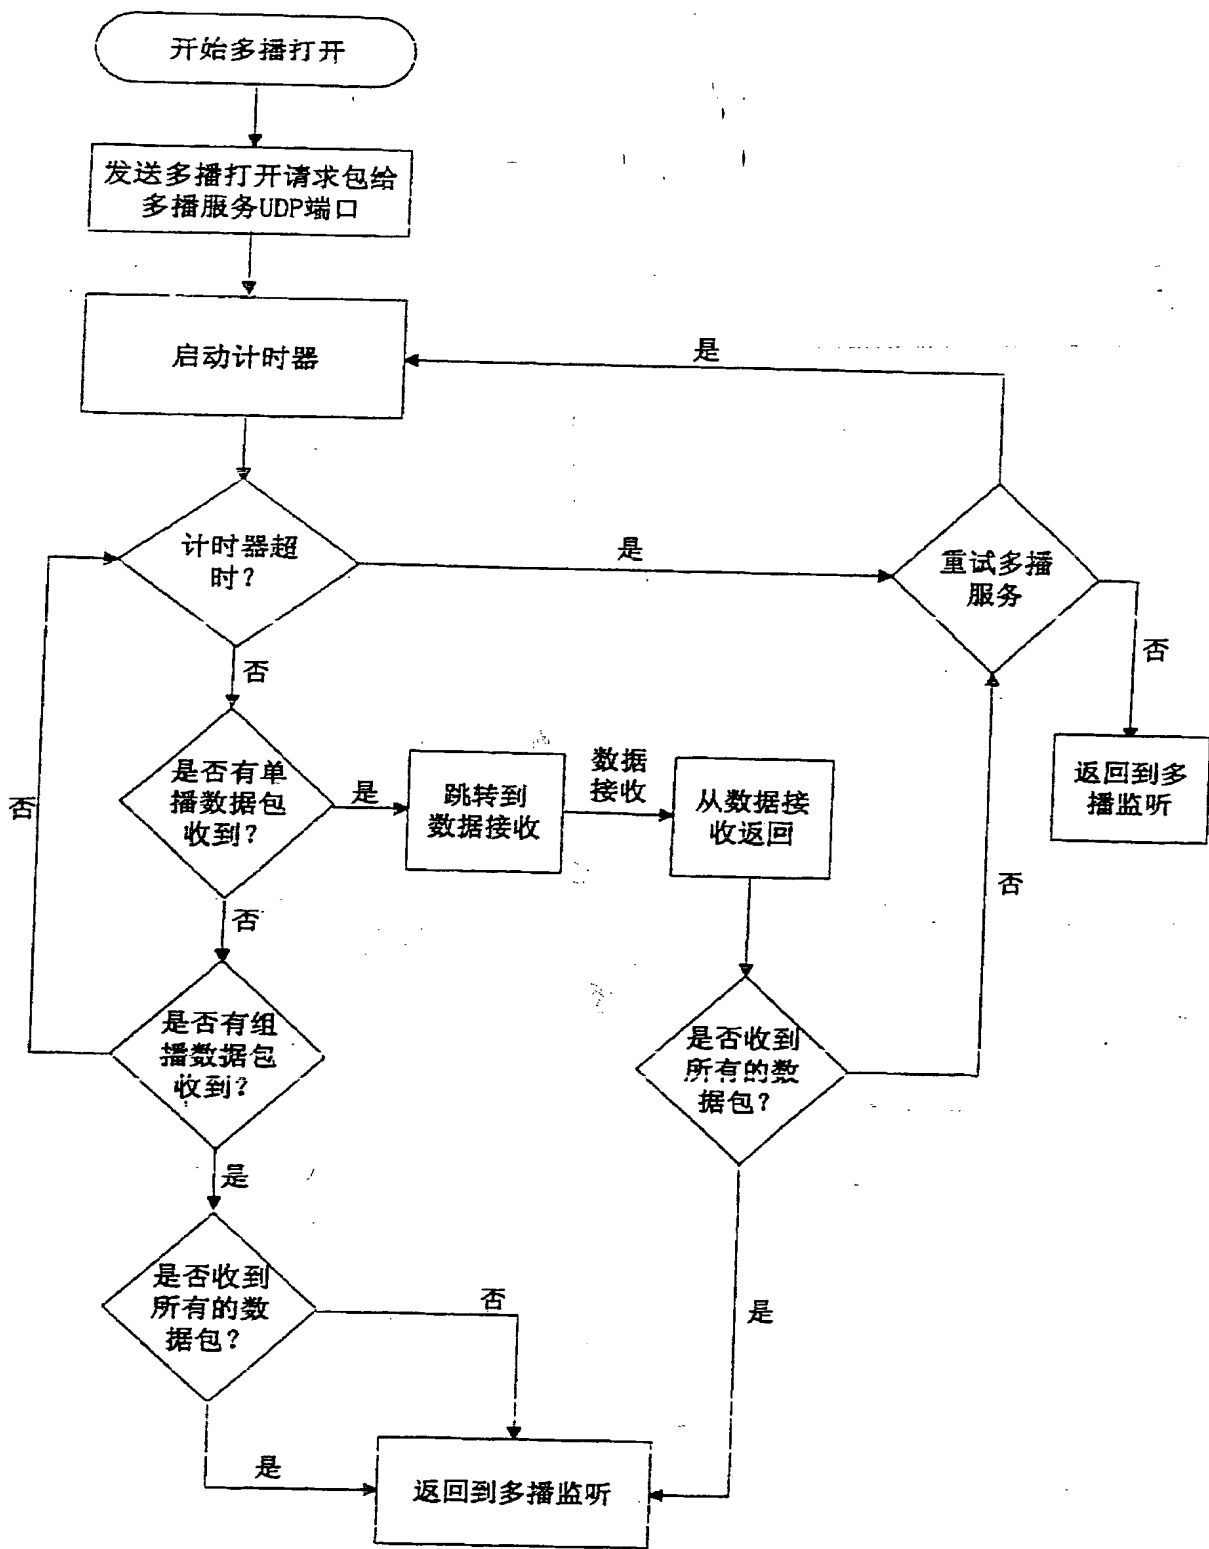 开始多播打开
发送多播打开请求包给
多播服务UDP端口
启动计时器
是
计时器超
时？
是
重试多播
服务
否
否
是否有单
播数据包
收到？
是
跳转到
数据接收
数据
接收
从数据接
收返回
返回到多
播监听
否
否
否
是否有组
播数据包
收到？
是否收到
所有的数
据包？
是
是否收到
所有的数
据包？
否
是
是
返回到多播监听